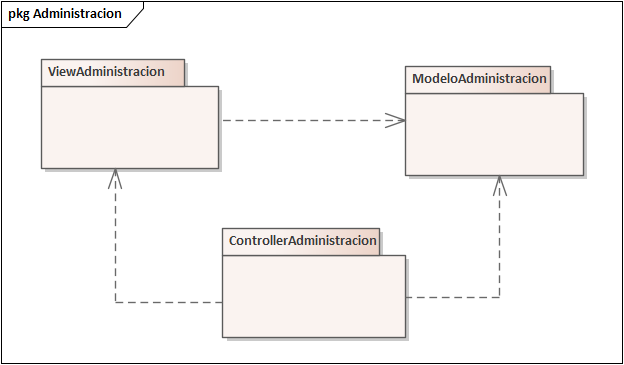 pkg Administracion
ViewAdministracion
ModeloAdministracion
ControllerAdministracion